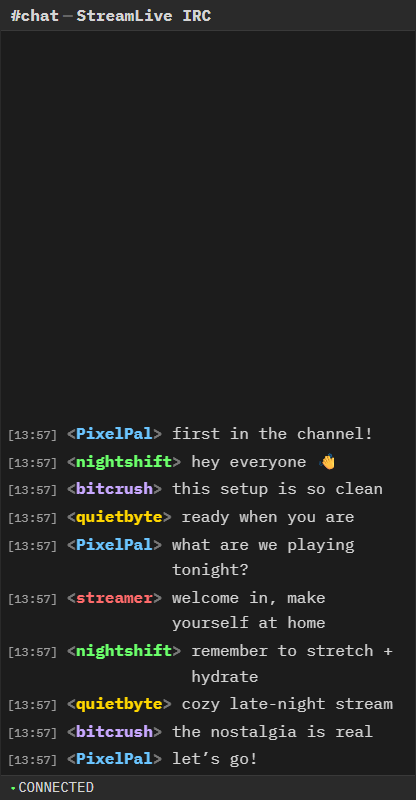 #chat — StreamLive IRC
[13:57] <PixelPal> first in the channel!
[13:57] <nightshift> hey everyone 👋
[13:57] <bitcrush> this setup is so clean
[13:57] <quietbyte> ready when you are
[13:57] <PixelPal> what are we playing
tonight?
[13:57] <streamer> welcome in, make
yourself at home
[13:57] <nightshift> remember to stretch +
hydrate
[13:57] <quietbyte> cozy late-night stream
[13:57] <bitcrush> the nostalgia is real
[13:57] <PixelPal> let’s go!
CONNECTED